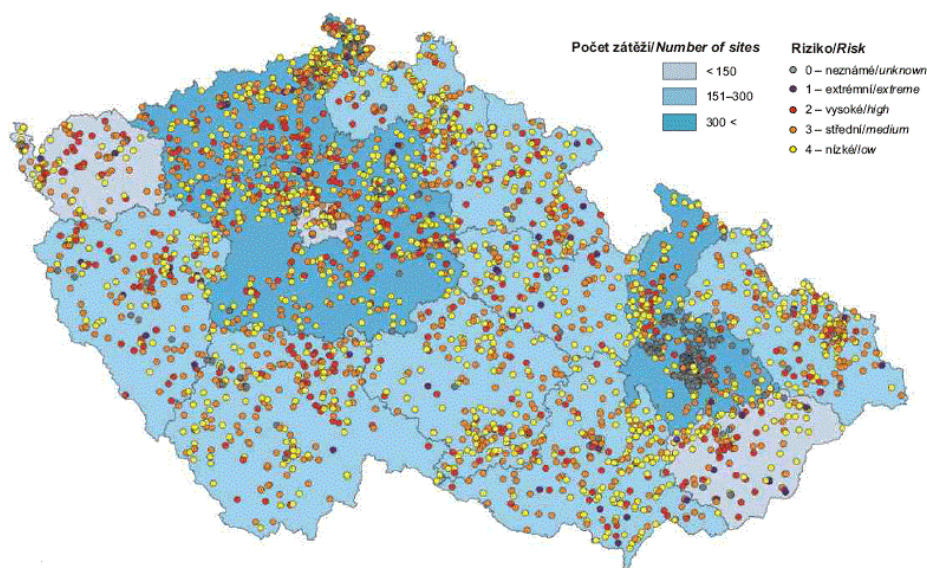 Počet zátěží/Number of sites
< 150
151–300
300 <
Riziko/Risk
0 – neznámé/unknown
1 – extrémní/extreme
2 – vysoké/high
3 – střední/medium
4 – nízké/low